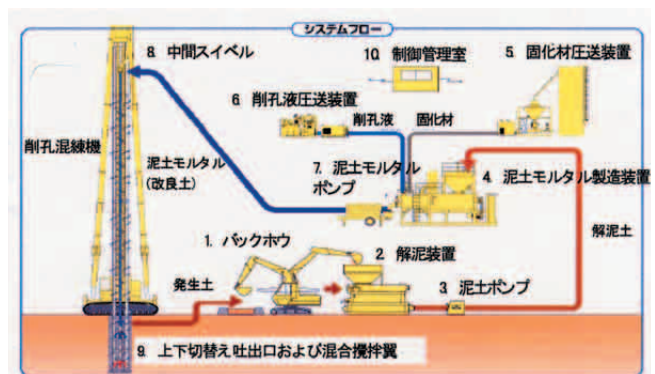 システムフロー
8. 中間スイベル
10. 制御管理室
5. 固化材圧送装置
6. 削孔液圧送装置
削孔液
固化材
削孔混練機
泥土モルタル
(改良土)
7. 泥土モルタル
ポンプ
4. 泥土モルタル製造装置
1. バックホウ
2. 解泥装置
解泥土
発生土
3. 泥土ポンプ
9. 上下切替え吐出口および混合攪拌翼